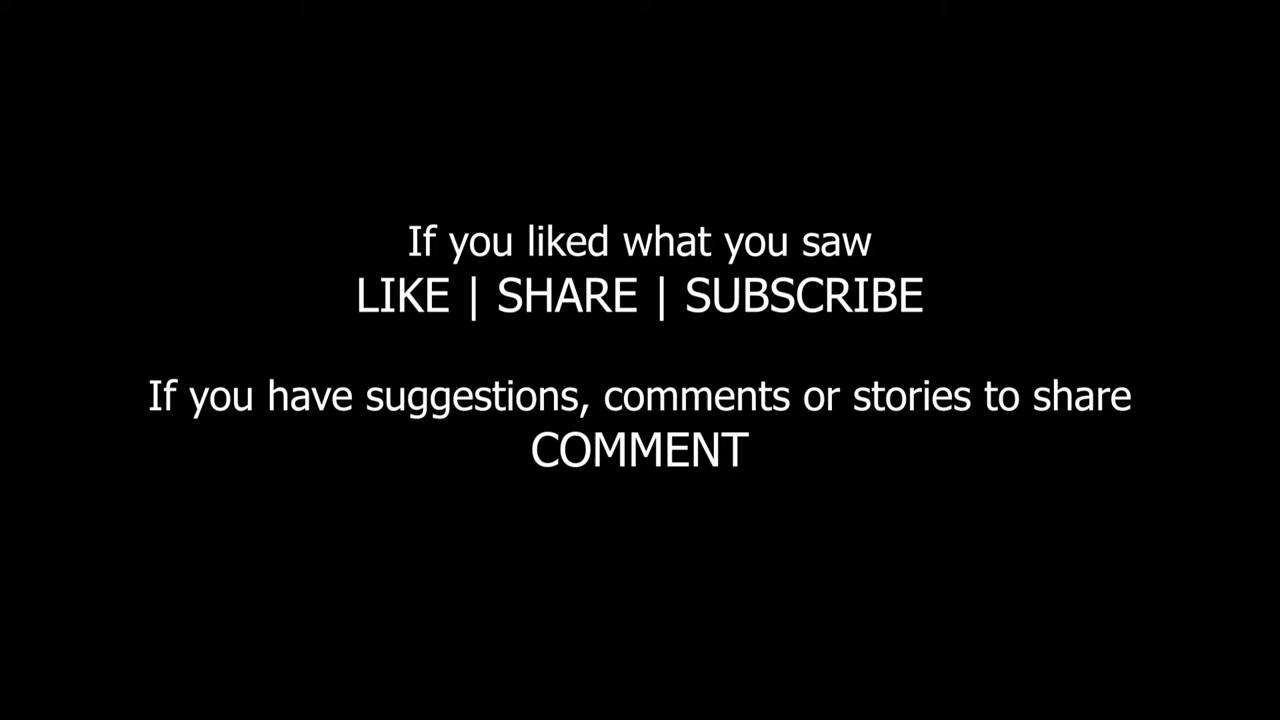 If you liked what you saw
LIKE | SHARE | SUBSCRIBE
If you have suggestions, comments or stories to share
COMMENT